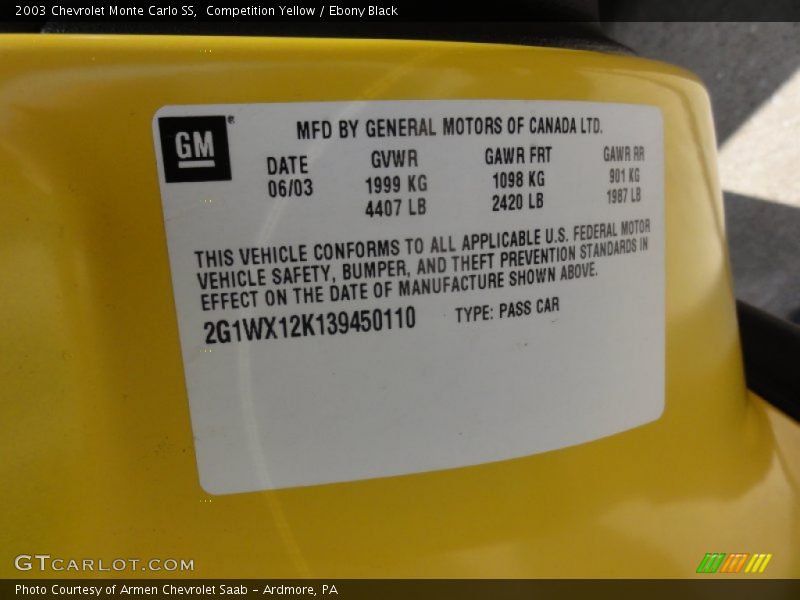 2003 Chevrolet Monte Carlo SS,  Competition Yellow / Ebony Black
GM®
MFD BY GENERAL MOTORS OF CANADA LTD.
DATE GVWR GAWR FRT GAWR RR
06/03 1999 KG 1098 KG 901 KG
4407 LB 2420 LB 1987 LB
THIS VEHICLE CONFORMS TO ALL APPLICABLE U.S. FEDERAL MOTOR
VEHICLE SAFETY, BUMPER, AND THEFT PREVENTION STANDARDS IN
EFFECT ON THE DATE OF MANUFACTURE SHOWN ABOVE.
2G1WX12K139450110 TYPE: PASS CAR
GTCARLOT.COM
Photo Courtesy of Armen Chevrolet Saab - Ardmore, PA